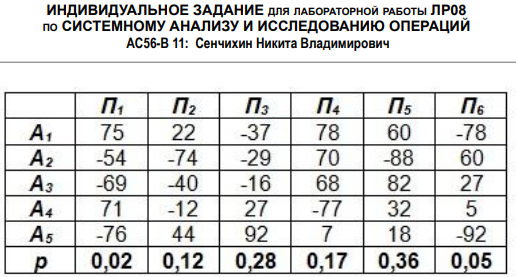 ИНДИВИДУАЛЬНОЕ ЗАДАНИЕ ДЛЯ ЛАБОРАТОРНОЙ РАБОТЫ ЛР08
ПО СИСТЕМНОМУ АНАЛИЗУ И ИССЛЕДОВАНИЮ ОПЕРАЦИЙ
АС56-В 11: Сенчихин Никита Владимирович
П1 П2 П3 П4 П5 П6
А1 75 22 -37 78 60 -78
А2 -54 -74 -29 70 -88 60
А3 -69 -40 -16 68 82 27
А4 71 -12 27 -77 32 5
А5 -76 44 92 7 18 -92
p 0,02 0,12 0,28 0,17 0,36 0,05